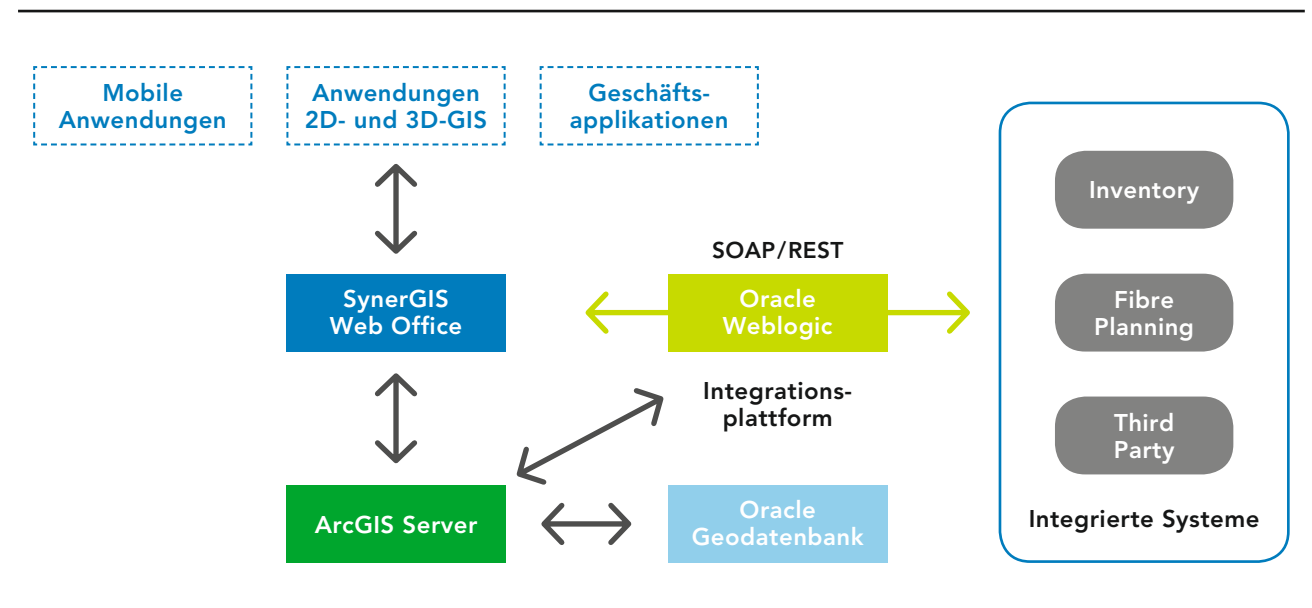 Mobile
Anwendungen
Anwendungen
2D- und 3D-GIS
Geschäfts-
applikationen
SynerGIS
Web Office
SOAP/REST
Oracle
Weblogic
Integrations-
plattform
ArcGIS Server
Oracle
Geodatenbank
Inventory
Fibre
Planning
Third
Party
Integrierte Systeme